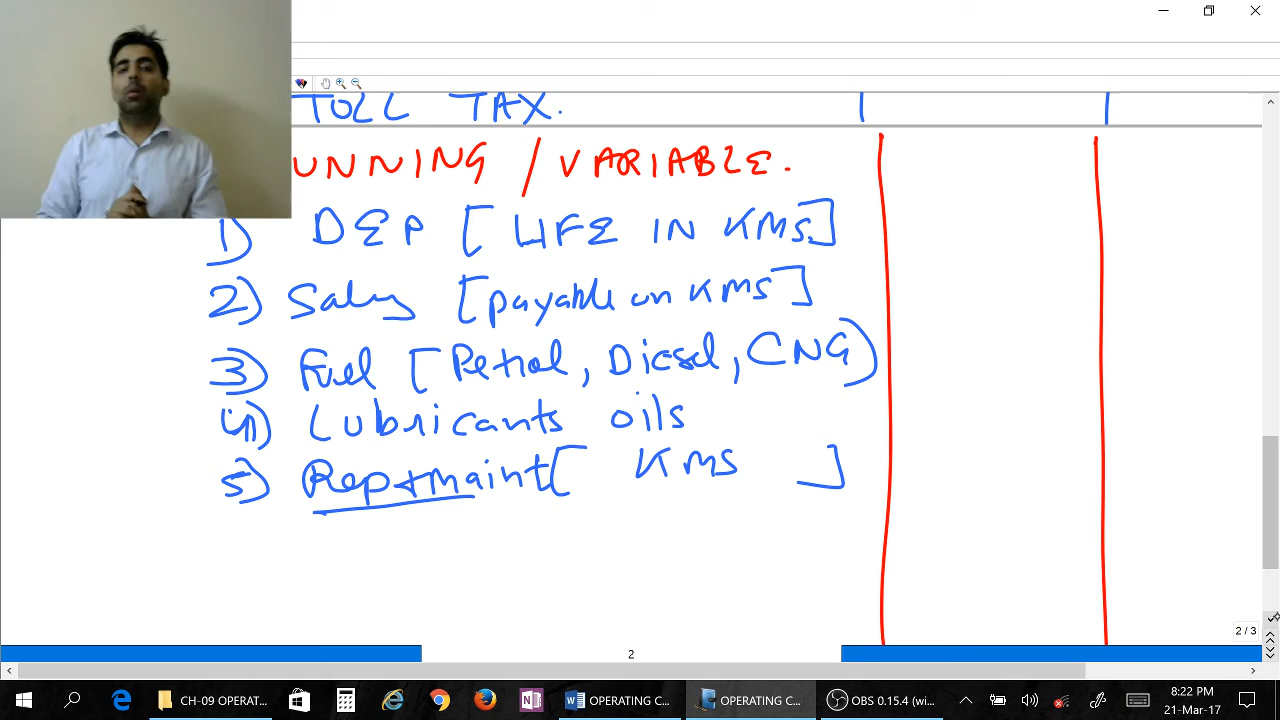 TOLL TAX.
UNNING / VARIABLE.
1) DEP [LIFE IN KMS]
2) Salary [payable on KMS]
3) Fuel [Petrol, Diesel, CNG)
4) Lubricants oils
5) Rep + maint [ KMS ]
2/3
2
CH-09 OPERAT...
OPERATING C...
OPERATING C...
OBS 0.15.4 (wi...
8:22 PM
21-Mar-17